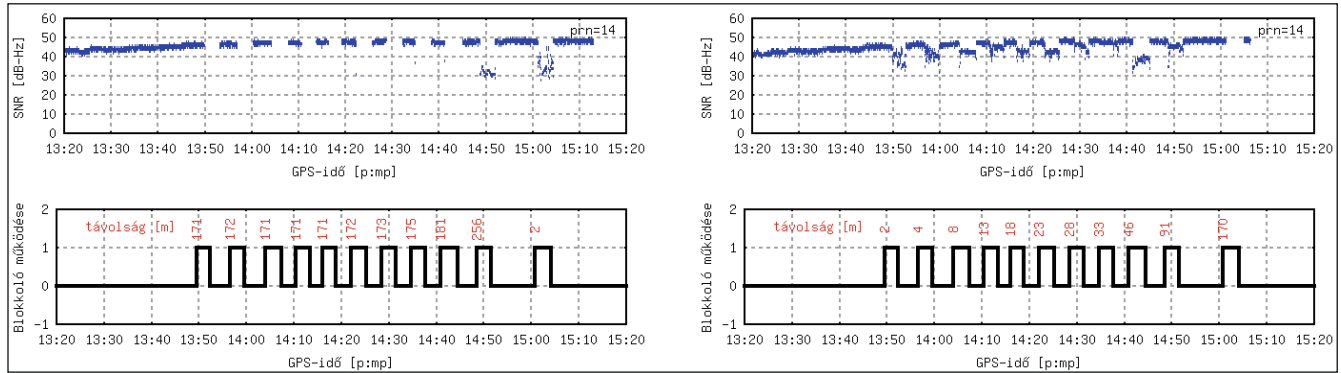 60
50
40
30
20
10
0
SNR [dB-Hz]
prn=14
13:20 13:30 13:40 13:50 14:00 14:10 14:20 14:30 14:40 14:50 15:00 15:10 15:20
GPS-idő [p:mp]
60
50
40
30
20
10
0
SNR [dB-Hz]
prn=14
13:20 13:30 13:40 13:50 14:00 14:10 14:20 14:30 14:40 14:50 15:00 15:10 15:20
GPS-idő [p:mp]
2
1
0
-1
Blokkoló működése
távolság [m] 171 172 171 171 171 172 173 175 181 256 2
13:20 13:30 13:40 13:50 14:00 14:10 14:20 14:30 14:40 14:50 15:00 15:10 15:20
GPS-idő [p:mp]
2
1
0
-1
Blokkoló működése
távolság [m] 2 4 8 13 18 23 28 33 46 91 170
13:20 13:30 13:40 13:50 14:00 14:10 14:20 14:30 14:40 14:50 15:00 15:10 15:20
GPS-idő [p:mp]